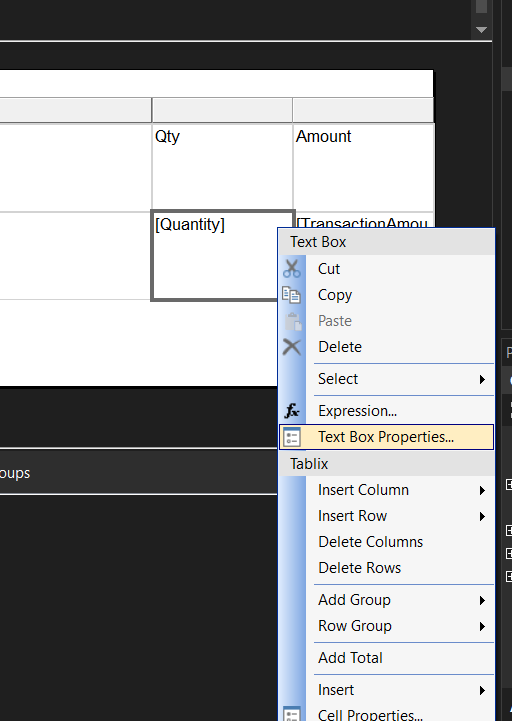 Qty Amount
[Quantity] [TransactionAmou
Text Box
Cut
Copy
Paste
Delete
Select
fx Expression...
Text Box Properties...
Tablix
oups
Insert Column
Insert Row
Delete Columns
Delete Rows
Add Group
Row Group
Add Total
Insert
Cell Properties...